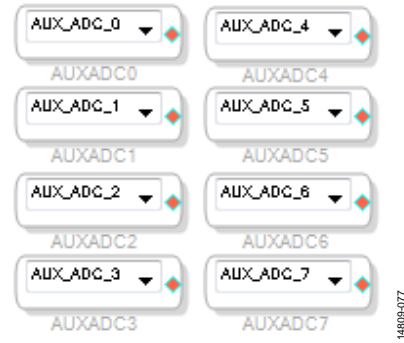 AUX_ADC_0
AUXADC0
AUX_ADC_1
AUXADC1
AUX_ADC_2
AUXADC2
AUX_ADC_3
AUXADC3
AUX_ADC_4
AUXADC4
AUX_ADC_5
AUXADC5
AUX_ADC_6
AUXADC6
AUX_ADC_7
AUXADC7
14809-077